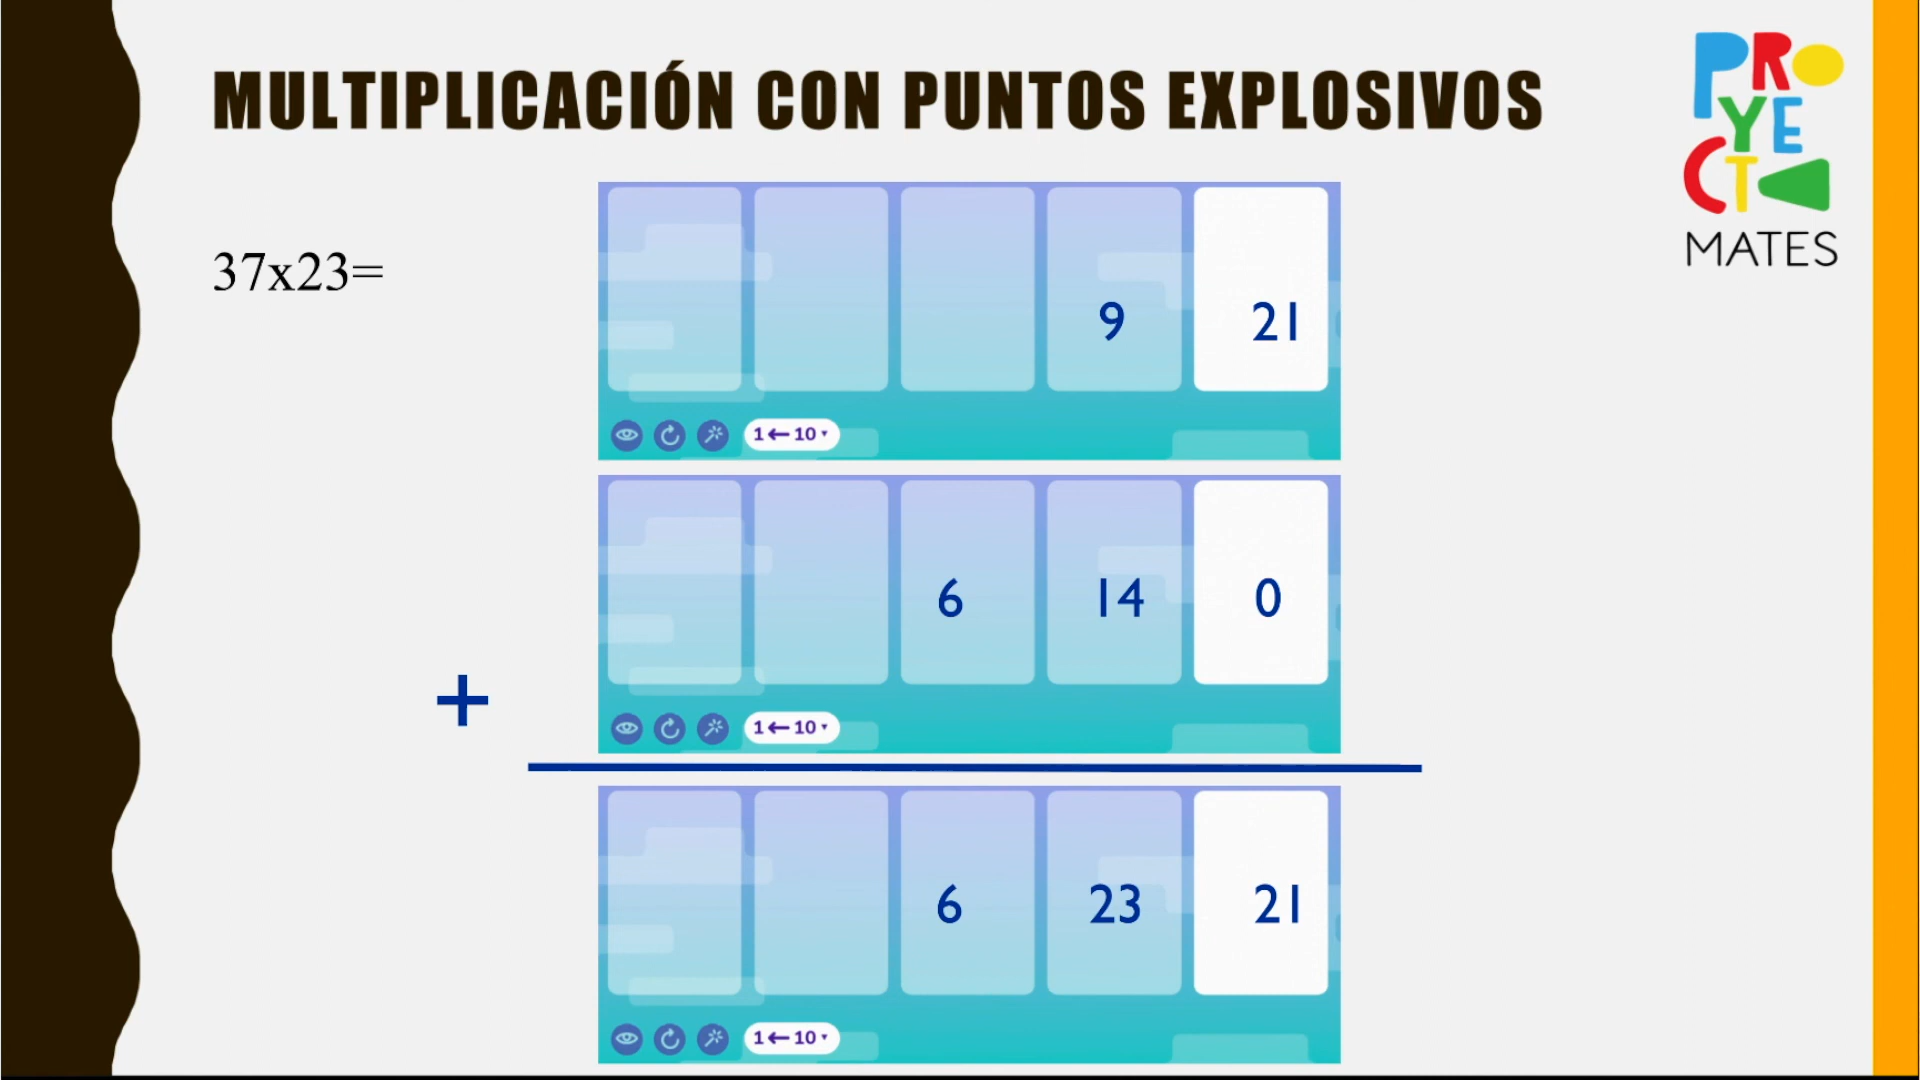 MULTIPLICACIÓN CON PUNTOS EXPLOSIVOS
PROYECTA
MATES
37x23=
9 21
1←10
6 14 0
1←10
+
6 23 21
1←10